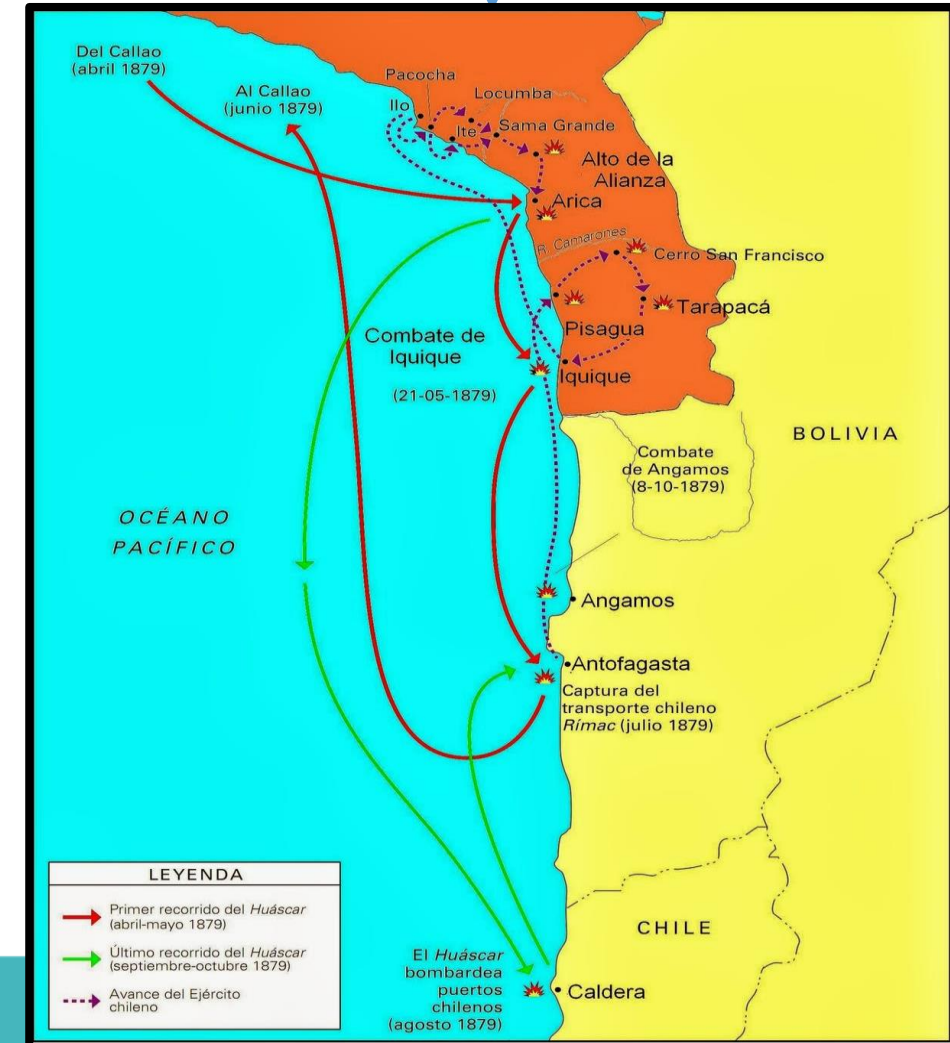 Del Callao
(abril 1879)
Al Callao
(junio 1879)
Pacocha
Locumba
Ilo
Ite
Sama Grande
Alto de la
Alianza
Arica
R. Camarones
Cerro San Francisco
Tarapacá
Pisagua
Combate de
Iquique
(21-05-1879)
Iquique
BOLIVIA
Combate
de Angamos
(8-10-1879)
OCÉANO
PACÍFICO
Angamos
Antofagasta
Captura del
transporte chileno
Rímac (julio 1879)
LEYENDA
Primer recorrido del Huáscar
(abril-mayo 1879)
Último recorrido del Huáscar
(septiembre-octubre 1879)
Avance del Ejército
chileno
CHILE
El Huáscar
bombardea
puertos
chilenos
(agosto 1879)
Caldera